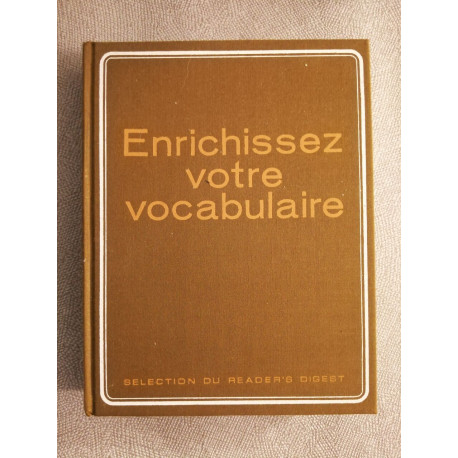 Enrichissez
votre
vocabulaire
SELECTION DU READER'S DIGEST